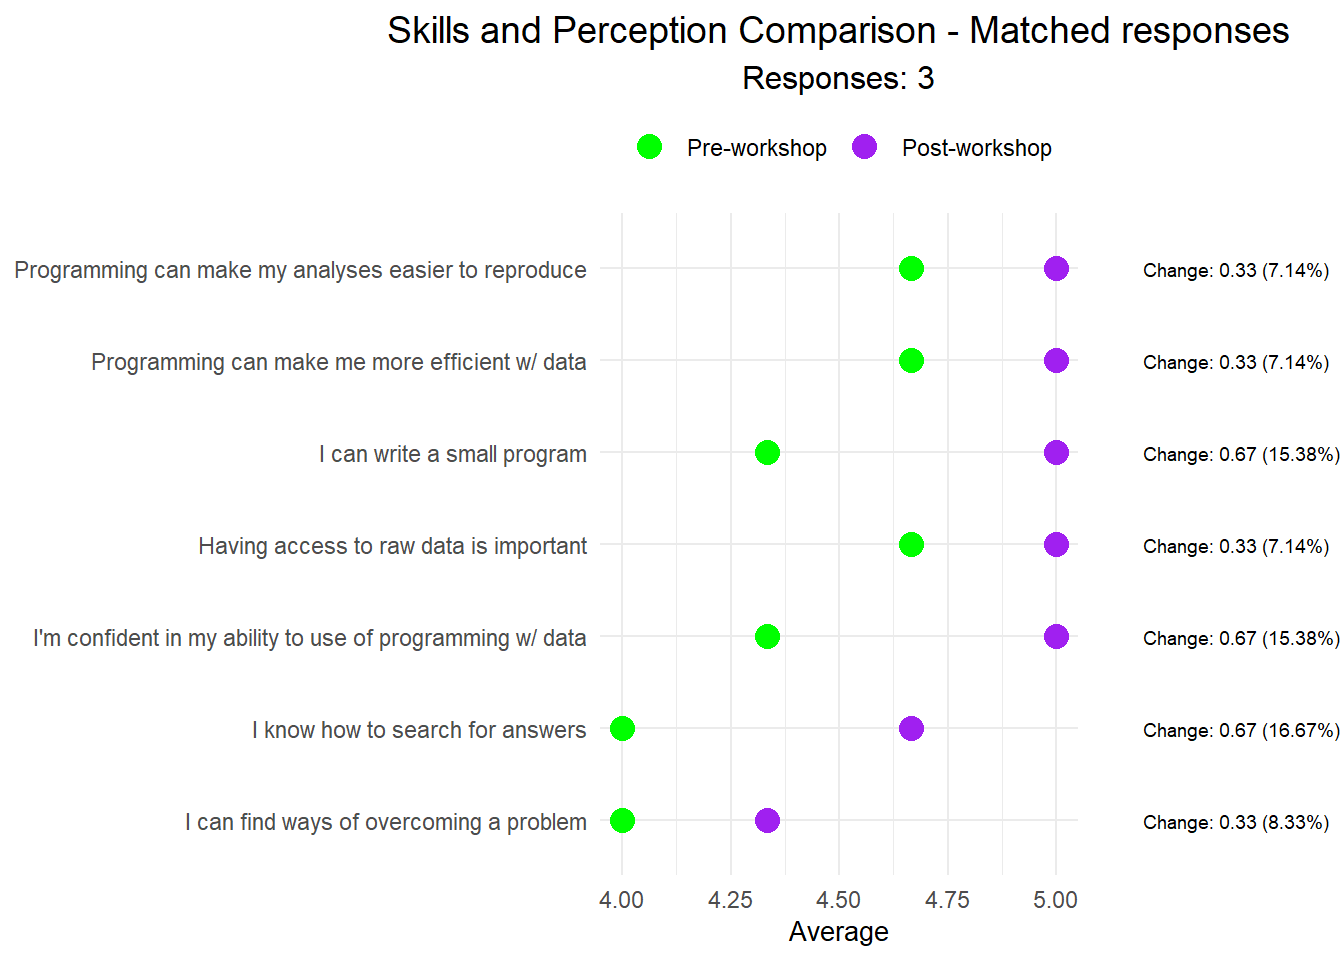 Skills and Perception Comparison - Matched responses
Responses: 3
Pre-workshop Post-workshop
Programming can make my analyses easier to reproduce Change: 0.33 (7.14%)
Programming can make me more efficient w/ data Change: 0.33 (7.14%)
I can write a small program Change: 0.67 (15.38%)
Having access to raw data is important Change: 0.33 (7.14%)
I'm confident in my ability to use of programming w/ data Change: 0.67 (15.38%)
I know how to search for answers Change: 0.67 (16.67%)
I can find ways of overcoming a problem Change: 0.33 (8.33%)
4.00 4.25 4.50 4.75 5.00
Average